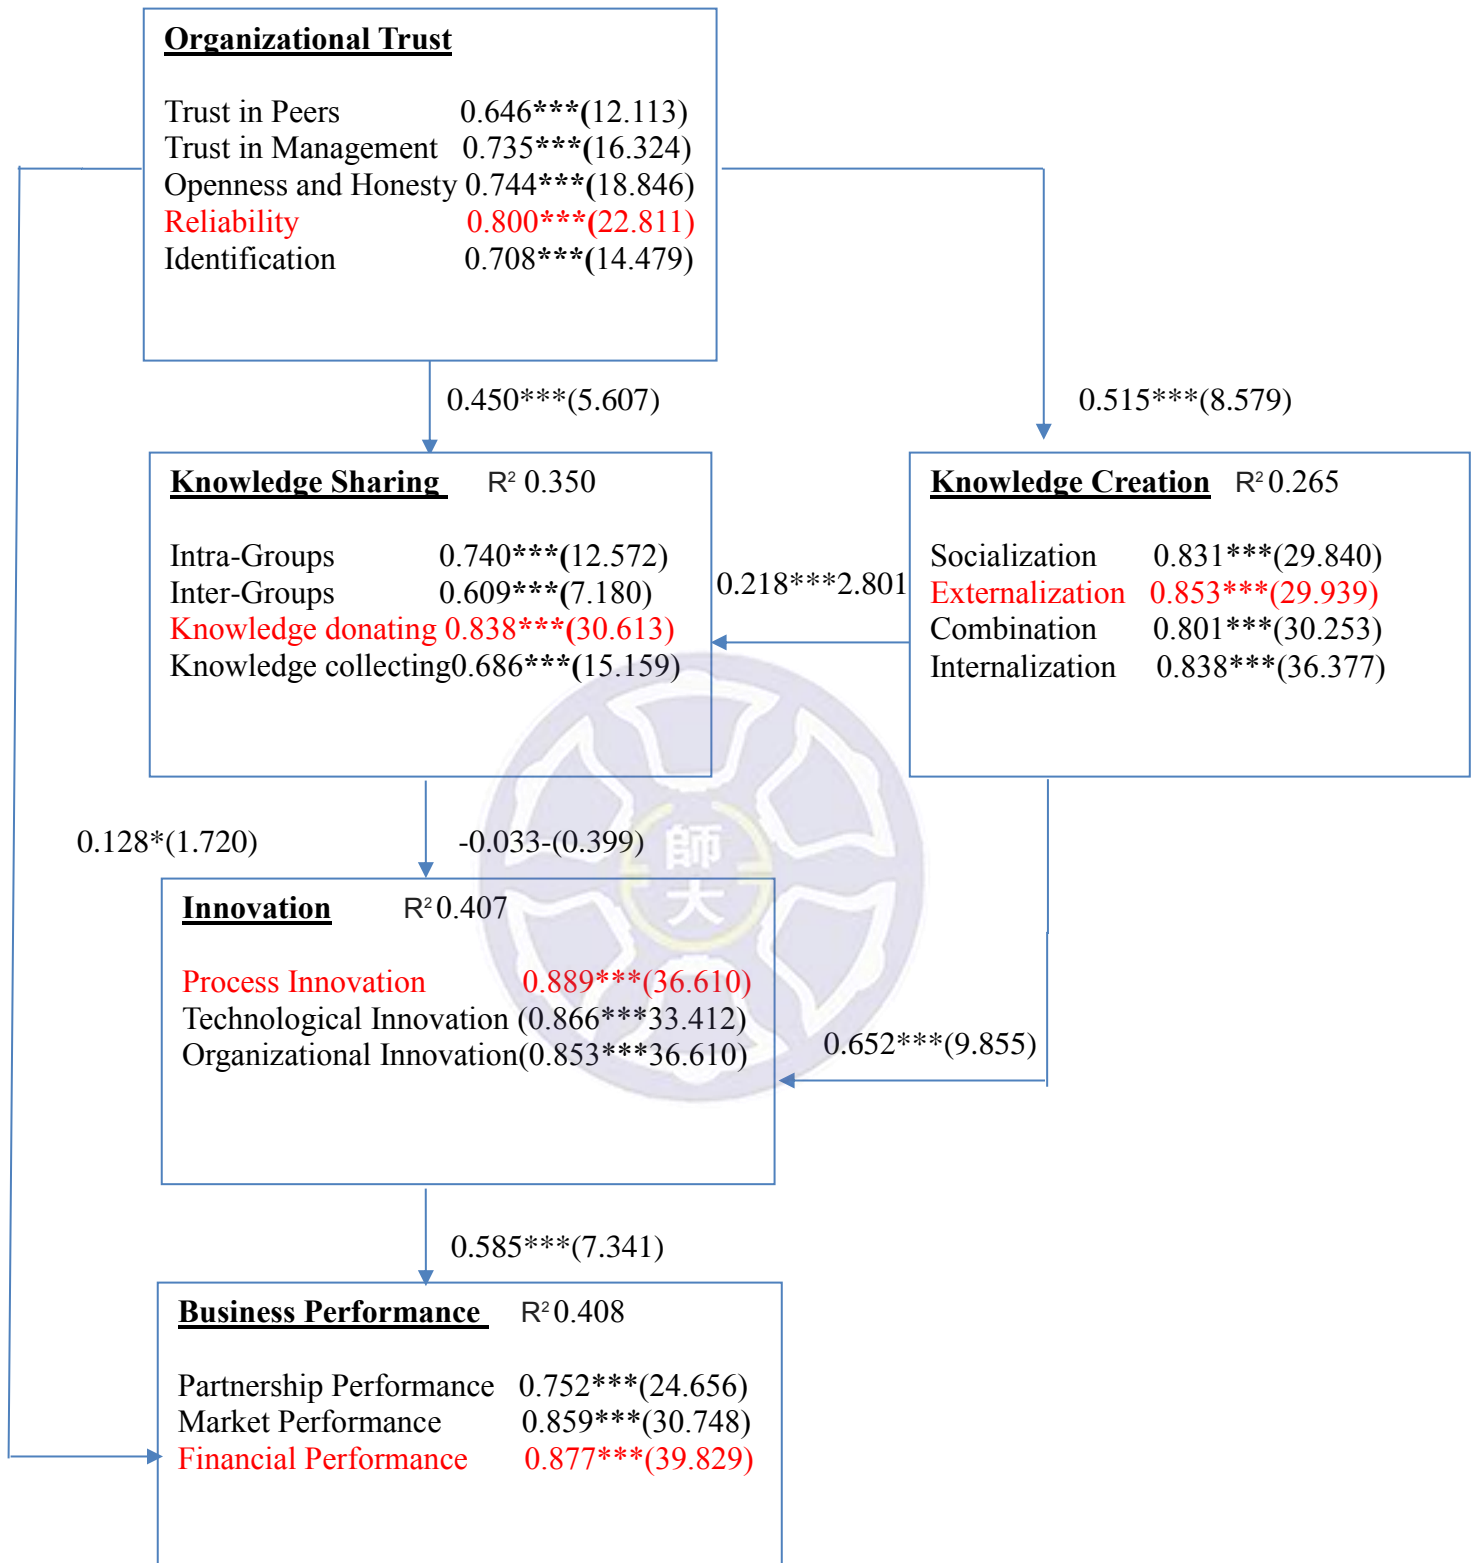 Organizational Trust
Trust in Peers 0.646***(12.113)
Trust in Management 0.735***(16.324)
Openness and Honesty 0.744***(18.846)
Reliability 0.800***(22.811)
Identification 0.708***(14.479)
0.450***(5.607)
0.515***(8.579)
Knowledge Sharing R² 0.350
Intra-Groups 0.740***(12.572)
Inter-Groups 0.609***(7.180)
Knowledge donating 0.838***(30.613)
Knowledge collecting0.686***(15.159)
0.218***2.801
Knowledge Creation R² 0.265
Socialization 0.831***(29.840)
Externalization 0.853***(29.939)
Combination 0.801***(30.253)
Internalization 0.838***(36.377)
0.128*(1.720)
-0.033-(0.399)
師大
Innovation R² 0.407
Process Innovation 0.889***(36.610)
Technological Innovation (0.866***33.412)
Organizational Innovation(0.853***36.610)
0.652***(9.855)
0.585***(7.341)
Business Performance R² 0.408
Partnership Performance 0.752***(24.656)
Market Performance 0.859***(30.748)
Financial Performance 0.877***(39.829)